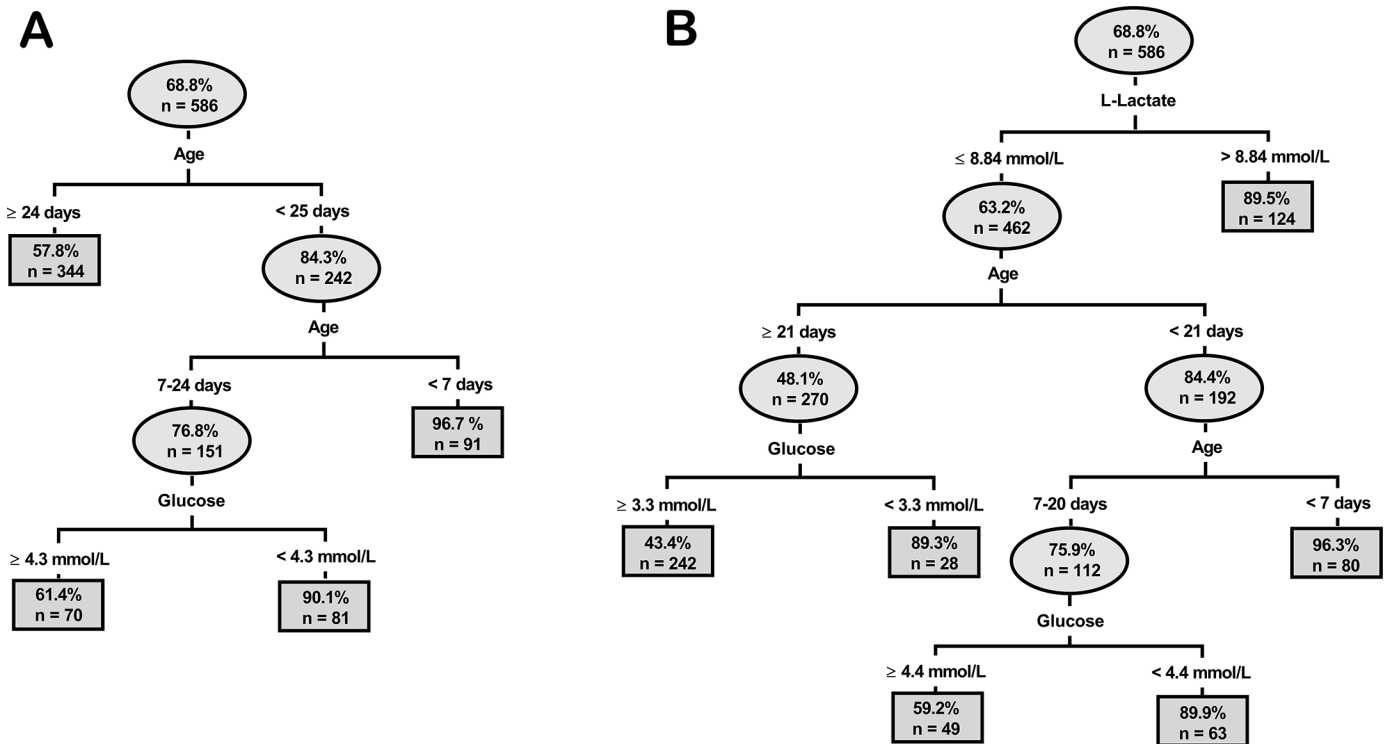 A
68.8%
n = 586
Age
≥ 24 days
< 25 days
57.8%
n = 344
84.3%
n = 242
Age
7-24 days
< 7 days
76.8%
n = 151
96.7 %
n = 91
Glucose
≥ 4.3 mmol/L
< 4.3 mmol/L
61.4%
n = 70
90.1%
n = 81
B
68.8%
n = 586
L-Lactate
≤ 8.84 mmol/L
> 8.84 mmol/L
63.2%
n = 462
89.5%
n = 124
Age
≥ 21 days
< 21 days
48.1%
n = 270
84.4%
n = 192
Glucose
Age
≥ 3.3 mmol/L
< 3.3 mmol/L
7-20 days
< 7 days
43.4%
n = 242
89.3%
n = 28
75.9%
n = 112
96.3%
n = 80
Glucose
≥ 4.4 mmol/L
< 4.4 mmol/L
59.2%
n = 49
89.9%
n = 63